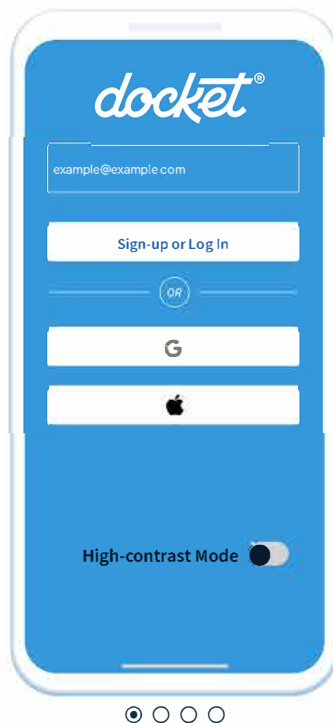 docket®
example@example.com
Sign-up or Log In
OR
G
High-contrast Mode